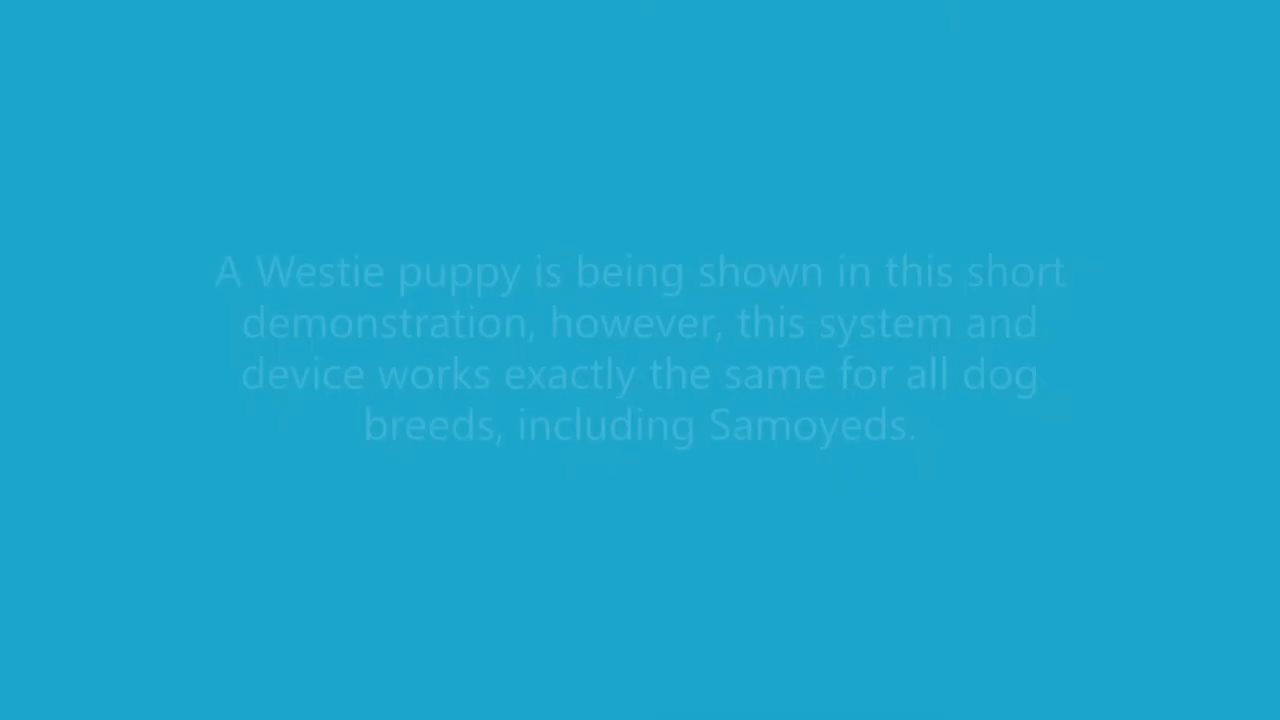 A Westie puppy is being shown in this short
demonstration, however, this system and
device works exactly the same for all dog
breeds, including Samoyeds.